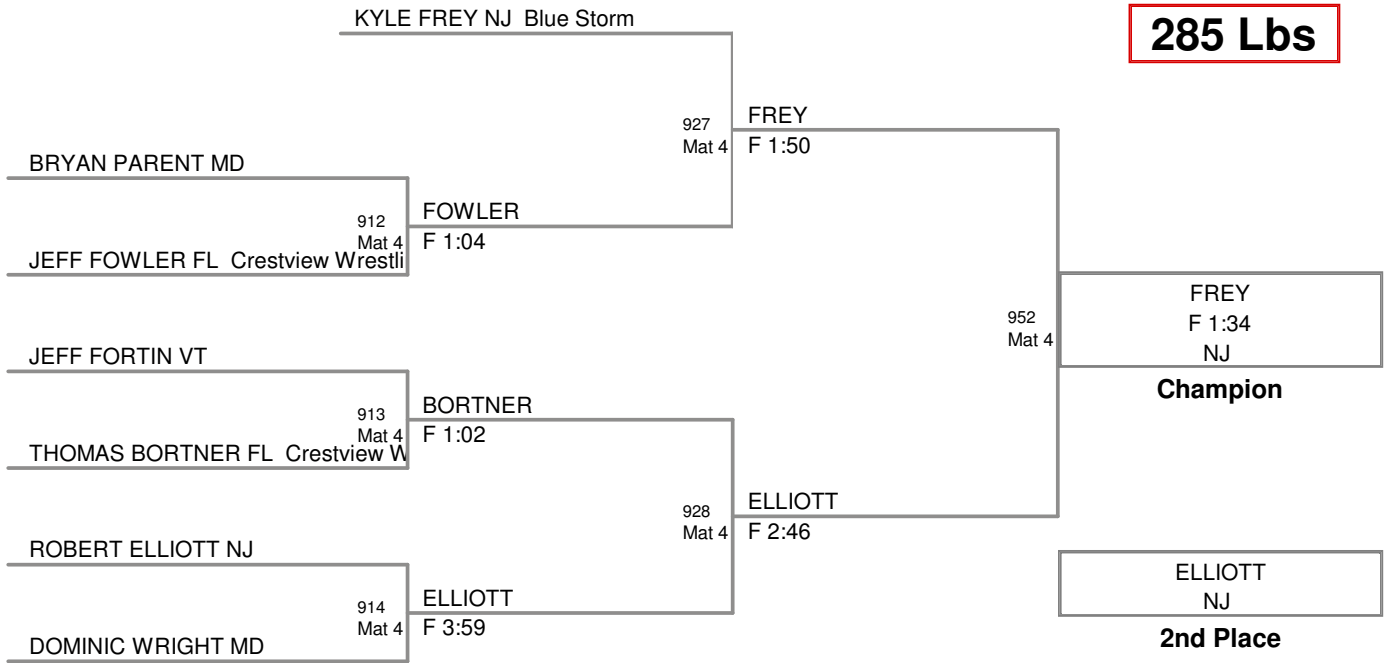 KYLE FREY NJ  Blue Storm
285 Lbs
927
Mat 4
FREY
F 1:50
BRYAN PARENT MD
912
Mat 4
FOWLER
F 1:04
JEFF FOWLER FL  Crestview Wrestli
FREY
F 1:34
NJ
952
Mat 4
Champion
JEFF FORTIN VT
913
Mat 4
BORTNER
F 1:02
THOMAS BORTNER FL  Crestview W
928
Mat 4
ELLIOTT
F 2:46
ROBERT ELLIOTT NJ
914
Mat 4
ELLIOTT
F 3:59
DOMINIC WRIGHT MD
ELLIOTT
NJ
2nd Place